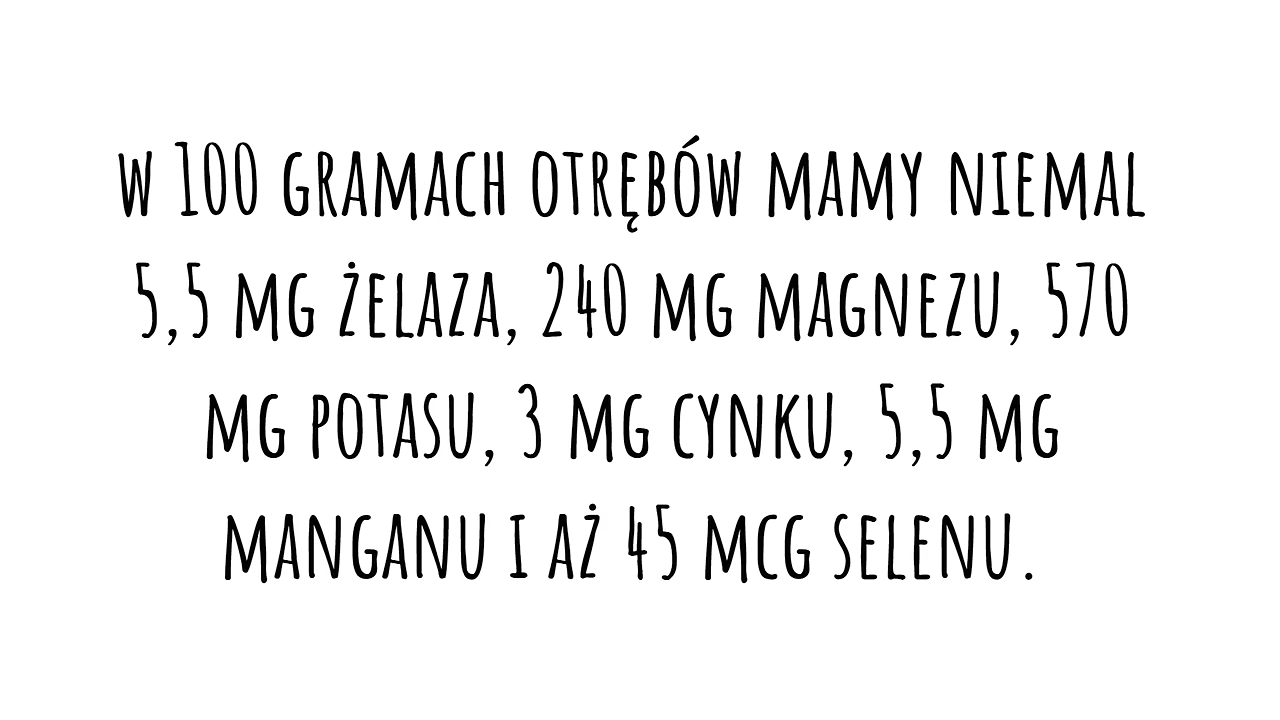 W 100 GRAMACH OTRĘBÓW MAMY NIEMAL
5,5 MG ŻELAZA, 240 MG MAGNEZU, 570
MG POTASU, 3 MG CYNKU, 5,5 MG
MANGANU I AŻ 45 MCG SELENU.